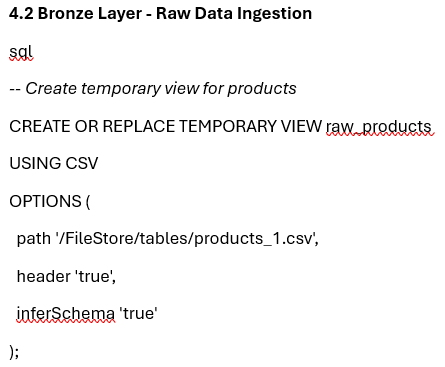 4.2 Bronze Layer - Raw Data Ingestion
sql
-- Create temporary view for products
CREATE OR REPLACE TEMPORARY VIEW raw_products
USING CSV
OPTIONS (
path '/FileStore/tables/products_1.csv',
header 'true',
inferSchema 'true'
);